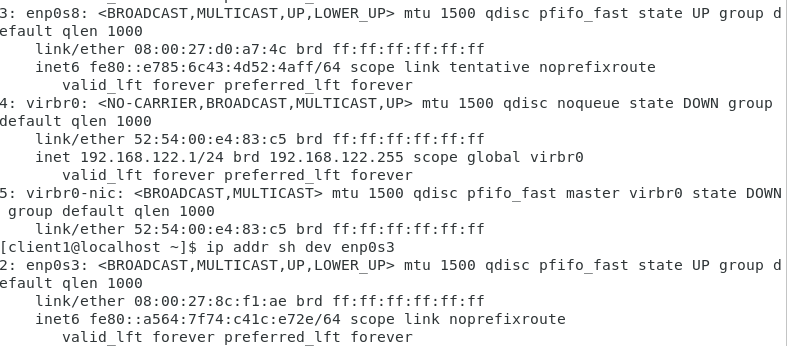 3: enp0s8: <BROADCAST,MULTICAST,UP,LOWER_UP> mtu 1500 qdisc pfifo_fast state UP group d
efault qlen 1000
    link/ether 08:00:27:d0:a7:4c brd ff:ff:ff:ff:ff:ff
    inet6 fe80::e785:6c43:4d52:4aff/64 scope link tentative noprefixroute
       valid_lft forever preferred_lft forever
4: virbr0: <NO-CARRIER,BROADCAST,MULTICAST,UP> mtu 1500 qdisc noqueue state DOWN group
default qlen 1000
    link/ether 52:54:00:e4:83:c5 brd ff:ff:ff:ff:ff:ff
    inet 192.168.122.1/24 brd 192.168.122.255 scope global virbr0
       valid_lft forever preferred_lft forever
5: virbr0-nic: <BROADCAST,MULTICAST> mtu 1500 qdisc pfifo_fast master virbr0 state DOWN
 group default qlen 1000
    link/ether 52:54:00:e4:83:c5 brd ff:ff:ff:ff:ff:ff
[client1@localhost ~]$ ip addr sh dev enp0s3
2: enp0s3: <BROADCAST,MULTICAST,UP,LOWER_UP> mtu 1500 qdisc pfifo_fast state UP group d
efault qlen 1000
    link/ether 08:00:27:8c:f1:ae brd ff:ff:ff:ff:ff:ff
    inet6 fe80::a564:7f74:c41c:e72e/64 scope link noprefixroute
       valid_lft forever preferred_lft forever